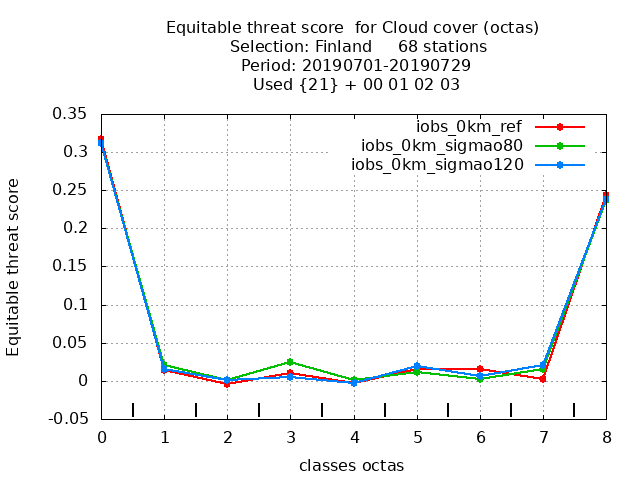 Equitable threat score  for Cloud cover (octas)
Selection: Finland     68 stations
Period: 20190701-20190729
Used {21} + 00 01 02 03
iobs_0km_ref
iobs_0km_sigmao80
iobs_0km_sigmao120
Equitable threat score
0.35
0.3
0.25
0.2
0.15
0.1
0.05
0
-0.05
0 1 2 3 4 5 6 7 8
classes octas